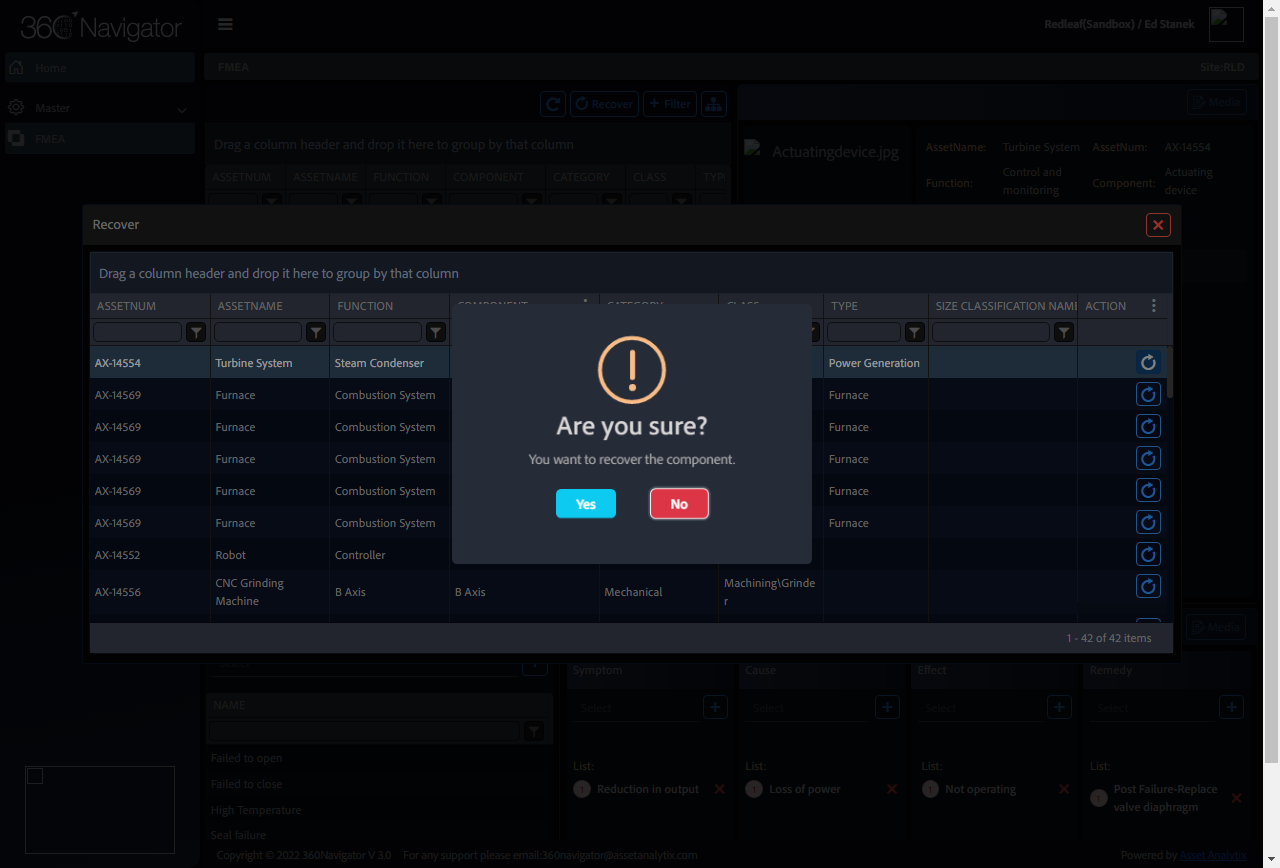 360 Navigator
Redleaf(Sandbox) / Ed Stanek
Home
FMEA
Site:RLD
Master
FMEA
Recover
Filter
Media
Drag a column header and drop it here to group by that column
ASSETNUM ASSETNAME FUNCTION COMPONENT CATEGORY CLASS TYP
Actuatingdevice.jpg
AssetName: Turbine System AssetNum: AX-14554
Function: Control and monitoring Component: Actuating device
Recover
Drag a column header and drop it here to group by that column
ASSETNUM ASSETNAME FUNCTION COMPONENT CATEGORY CLASS TYPE SIZE CLASSIFICATION NAME ACTION
AX-14554 Turbine System Steam Condenser Power Generation
AX-14569 Furnace Combustion System Furnace
AX-14569 Furnace Combustion System Furnace
AX-14569 Furnace Combustion System Furnace
AX-14569 Furnace Combustion System Furnace
AX-14569 Furnace Combustion System Furnace
AX-14552 Robot Controller
AX-14556 CNC Grinding Machine B Axis B Axis Mechanical Machining\Grinder
1 - 42 of 42 items
Are you sure?
You want to recover the component.
Yes No
Media
Symptom Cause Effect Remedy
Select Select Select Select
NAME
Failed to open
Failed to close
High Temperature
Seal failure
List: List: List: List:
1 Reduction in output 1 Loss of power 1 Not operating 1 Post Failure-Replace valve diaphragm
Copyright © 2022 360Navigator V 3.0 For any support please email:360navigator@assetanalytix.com Powered by Asset Analytix